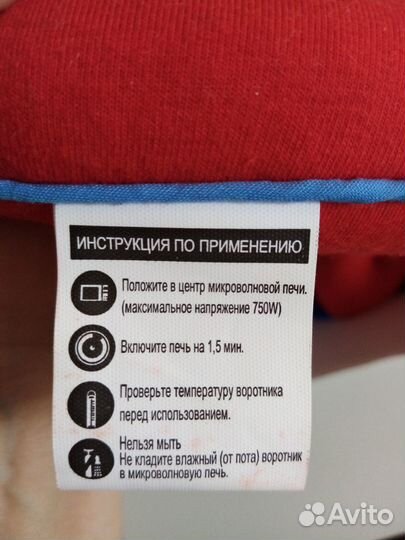 ИНСТРУКЦИЯ ПО ПРИМЕНЕНИЮ
Положите в центр микроволновой печи.
(максимальное напряжение 750W)
Включите печь на 1,5 мин.
Проверьте температуру воротника
перед использованием.
Нельзя мыть
Не кладите влажный (от пота) воротник
в микроволновую печь.
Avito